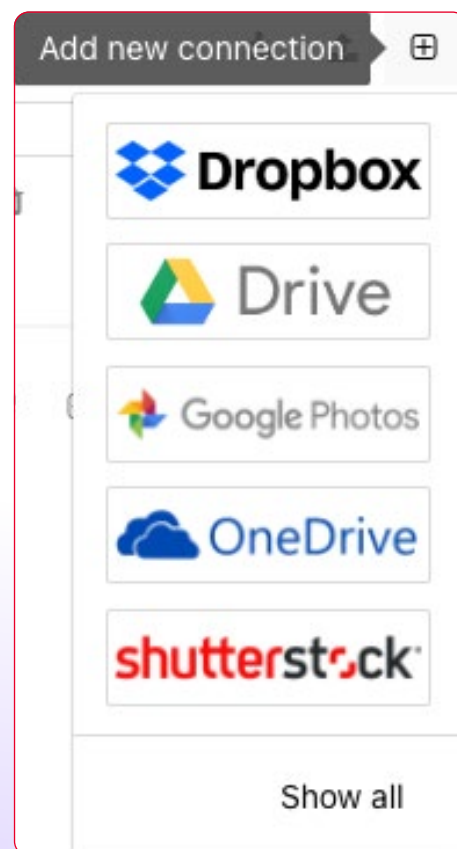 Add new connection
Dropbox
Drive
Google Photos
OneDrive
shutterstock
Show all